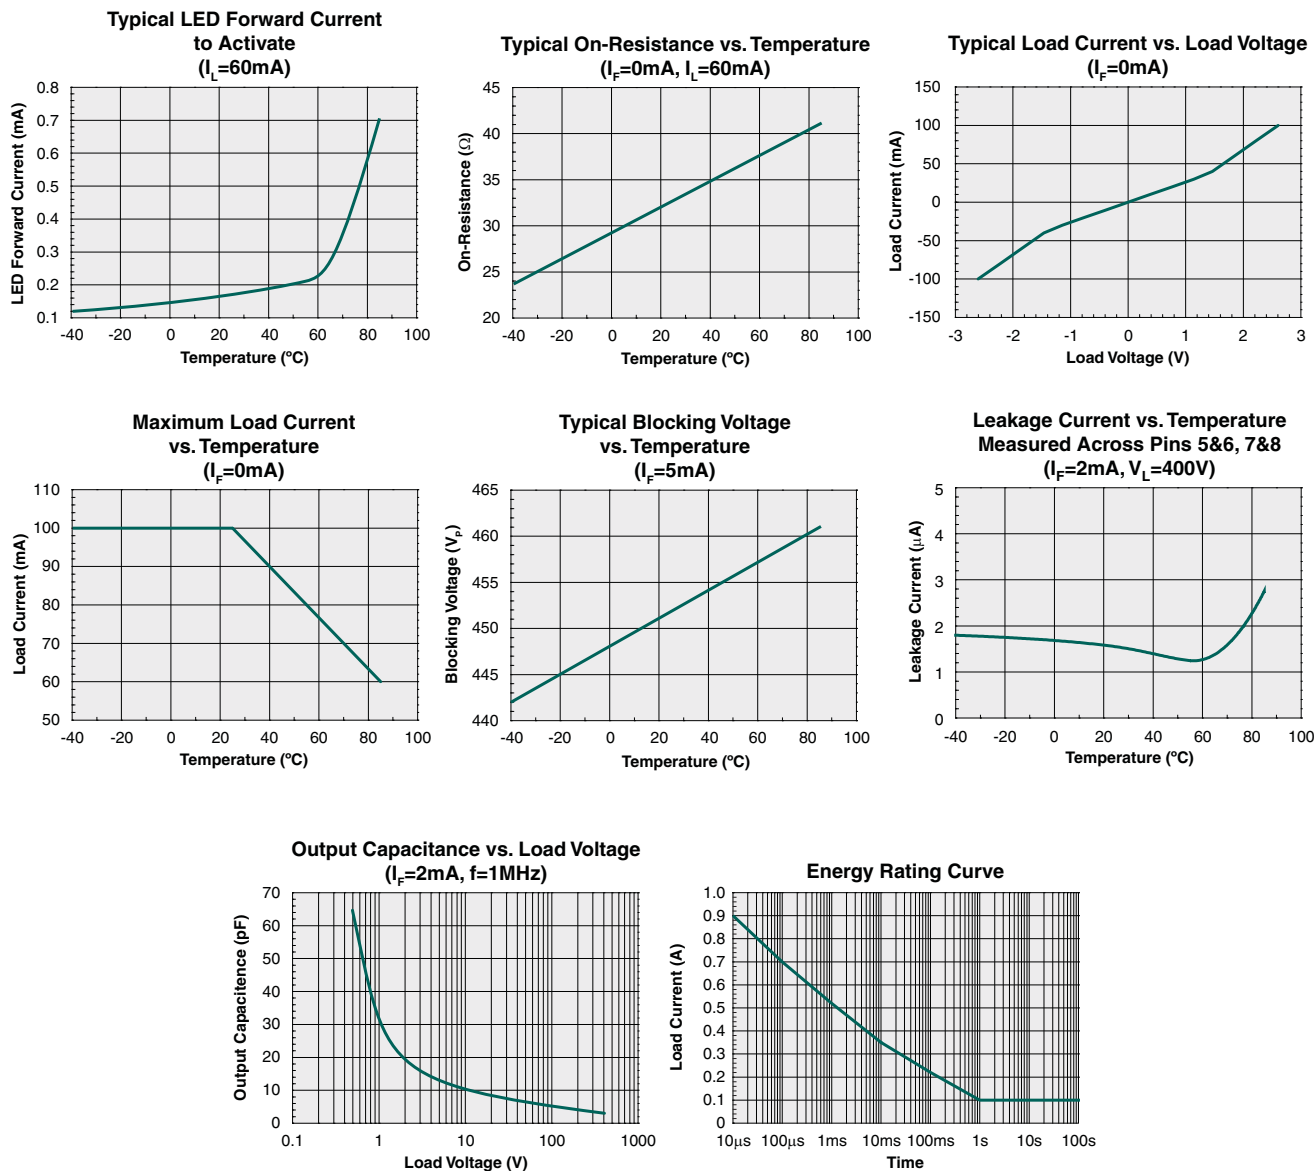 Typical LED Forward Current
to Activate
(IL=60mA)
LED Forward Current (mA)
0.8
0.7
0.6
0.5
0.4
0.3
0.2
0.1
-40 -20 0 20 40 60 80 100
Temperature (ºC)
Typical On-Resistance vs. Temperature
(IF=0mA, IL=60mA)
On-Resistance (Ω)
45
40
35
30
25
20
-40 -20 0 20 40 60 80 100
Temperature (ºC)
Typical Load Current vs. Load Voltage
(IF=0mA)
Load Current (mA)
150
100
50
0
-50
-100
-150
-3 -2 -1 0 1 2 3
Load Voltage (V)
Maximum Load Current
vs. Temperature
(IF=0mA)
Load Current (mA)
110
100
90
80
70
60
50
-40 -20 0 20 40 60 80 100
Temperature (ºC)
Typical Blocking Voltage
vs. Temperature
(IF=5mA)
Blocking Voltage (VP)
465
460
455
450
445
440
-40 -20 0 20 40 60 80 100
Temperature (ºC)
Leakage Current vs. Temperature
Measured Across Pins 5&6, 7&8
(IF=2mA, VL=400V)
Leakage Current (μA)
5
4
3
2
1
0
-40 -20 0 20 40 60 80 100
Temperature (ºC)
Output Capacitance vs. Load Voltage
(IF=2mA, f=1MHz)
Output Capacitence (pF)
70
60
50
40
30
20
10
0
0.1 1 10 100 1000
Load Voltage (V)
Energy Rating Curve
Load Current (A)
1.0
0.9
0.8
0.7
0.6
0.5
0.4
0.3
0.2
0.1
0
10μs 100μs 1ms 10ms 100ms 1s 10s 100s
Time